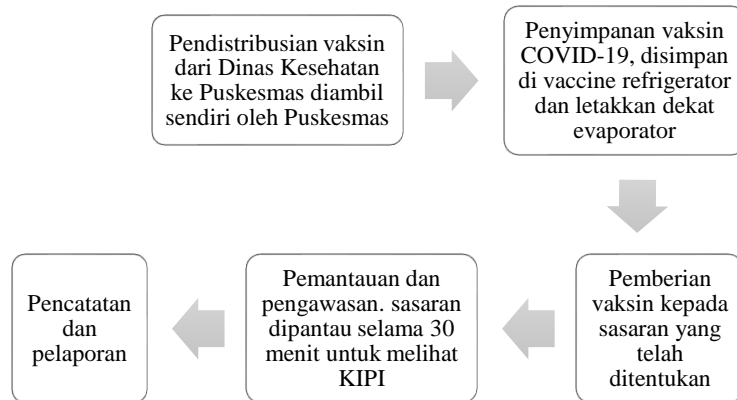 Pendistribusian vaksin
dari Dinas Kesehatan
ke Puskesmas diambil
sendiri oleh Puskesmas
Penyimpanan vaksin
COVID-19, disimpan
di vaccine refrigerator
dan letakkan dekat
evaporator
Pemberian
vaksin kepada
sasaran yang
telah
ditentukan
Pemantauan dan
pengawasan. sasaran
dipantau selama 30
menit untuk melihat
KIPI
Pencatatan
dan
pelaporan